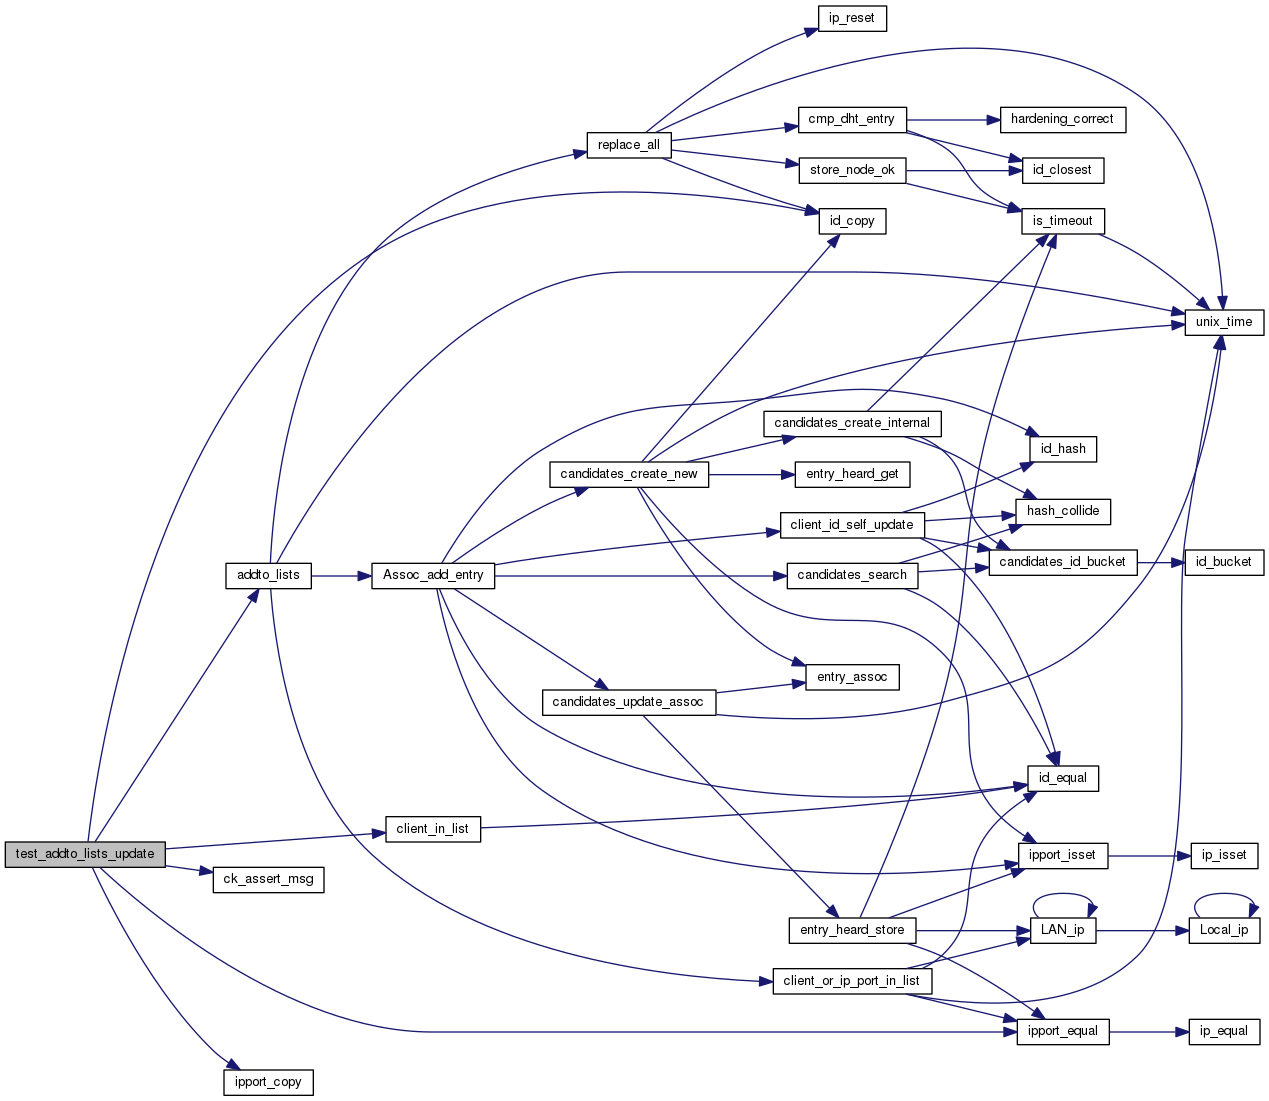 ip_reset
hardening_correct
cmp_dht_entry
replace_all
store_node_ok
id_closest
id_copy
is_timeout
unix_time
candidates_create_internal
id_hash
candidates_create_new
entry_heard_get
hash_collide
client_id_self_update
candidates_id_bucket
id_bucket
addto_lists
Assoc_add_entry
candidates_search
entry_assoc
candidates_update_assoc
id_equal
client_in_list
test_addto_lists_update
ipport_isset
ip_isset
ck_assert_msg
entry_heard_store
LAN_ip
Local_ip
client_or_ip_port_in_list
ipport_equal
ip_equal
ipport_copy